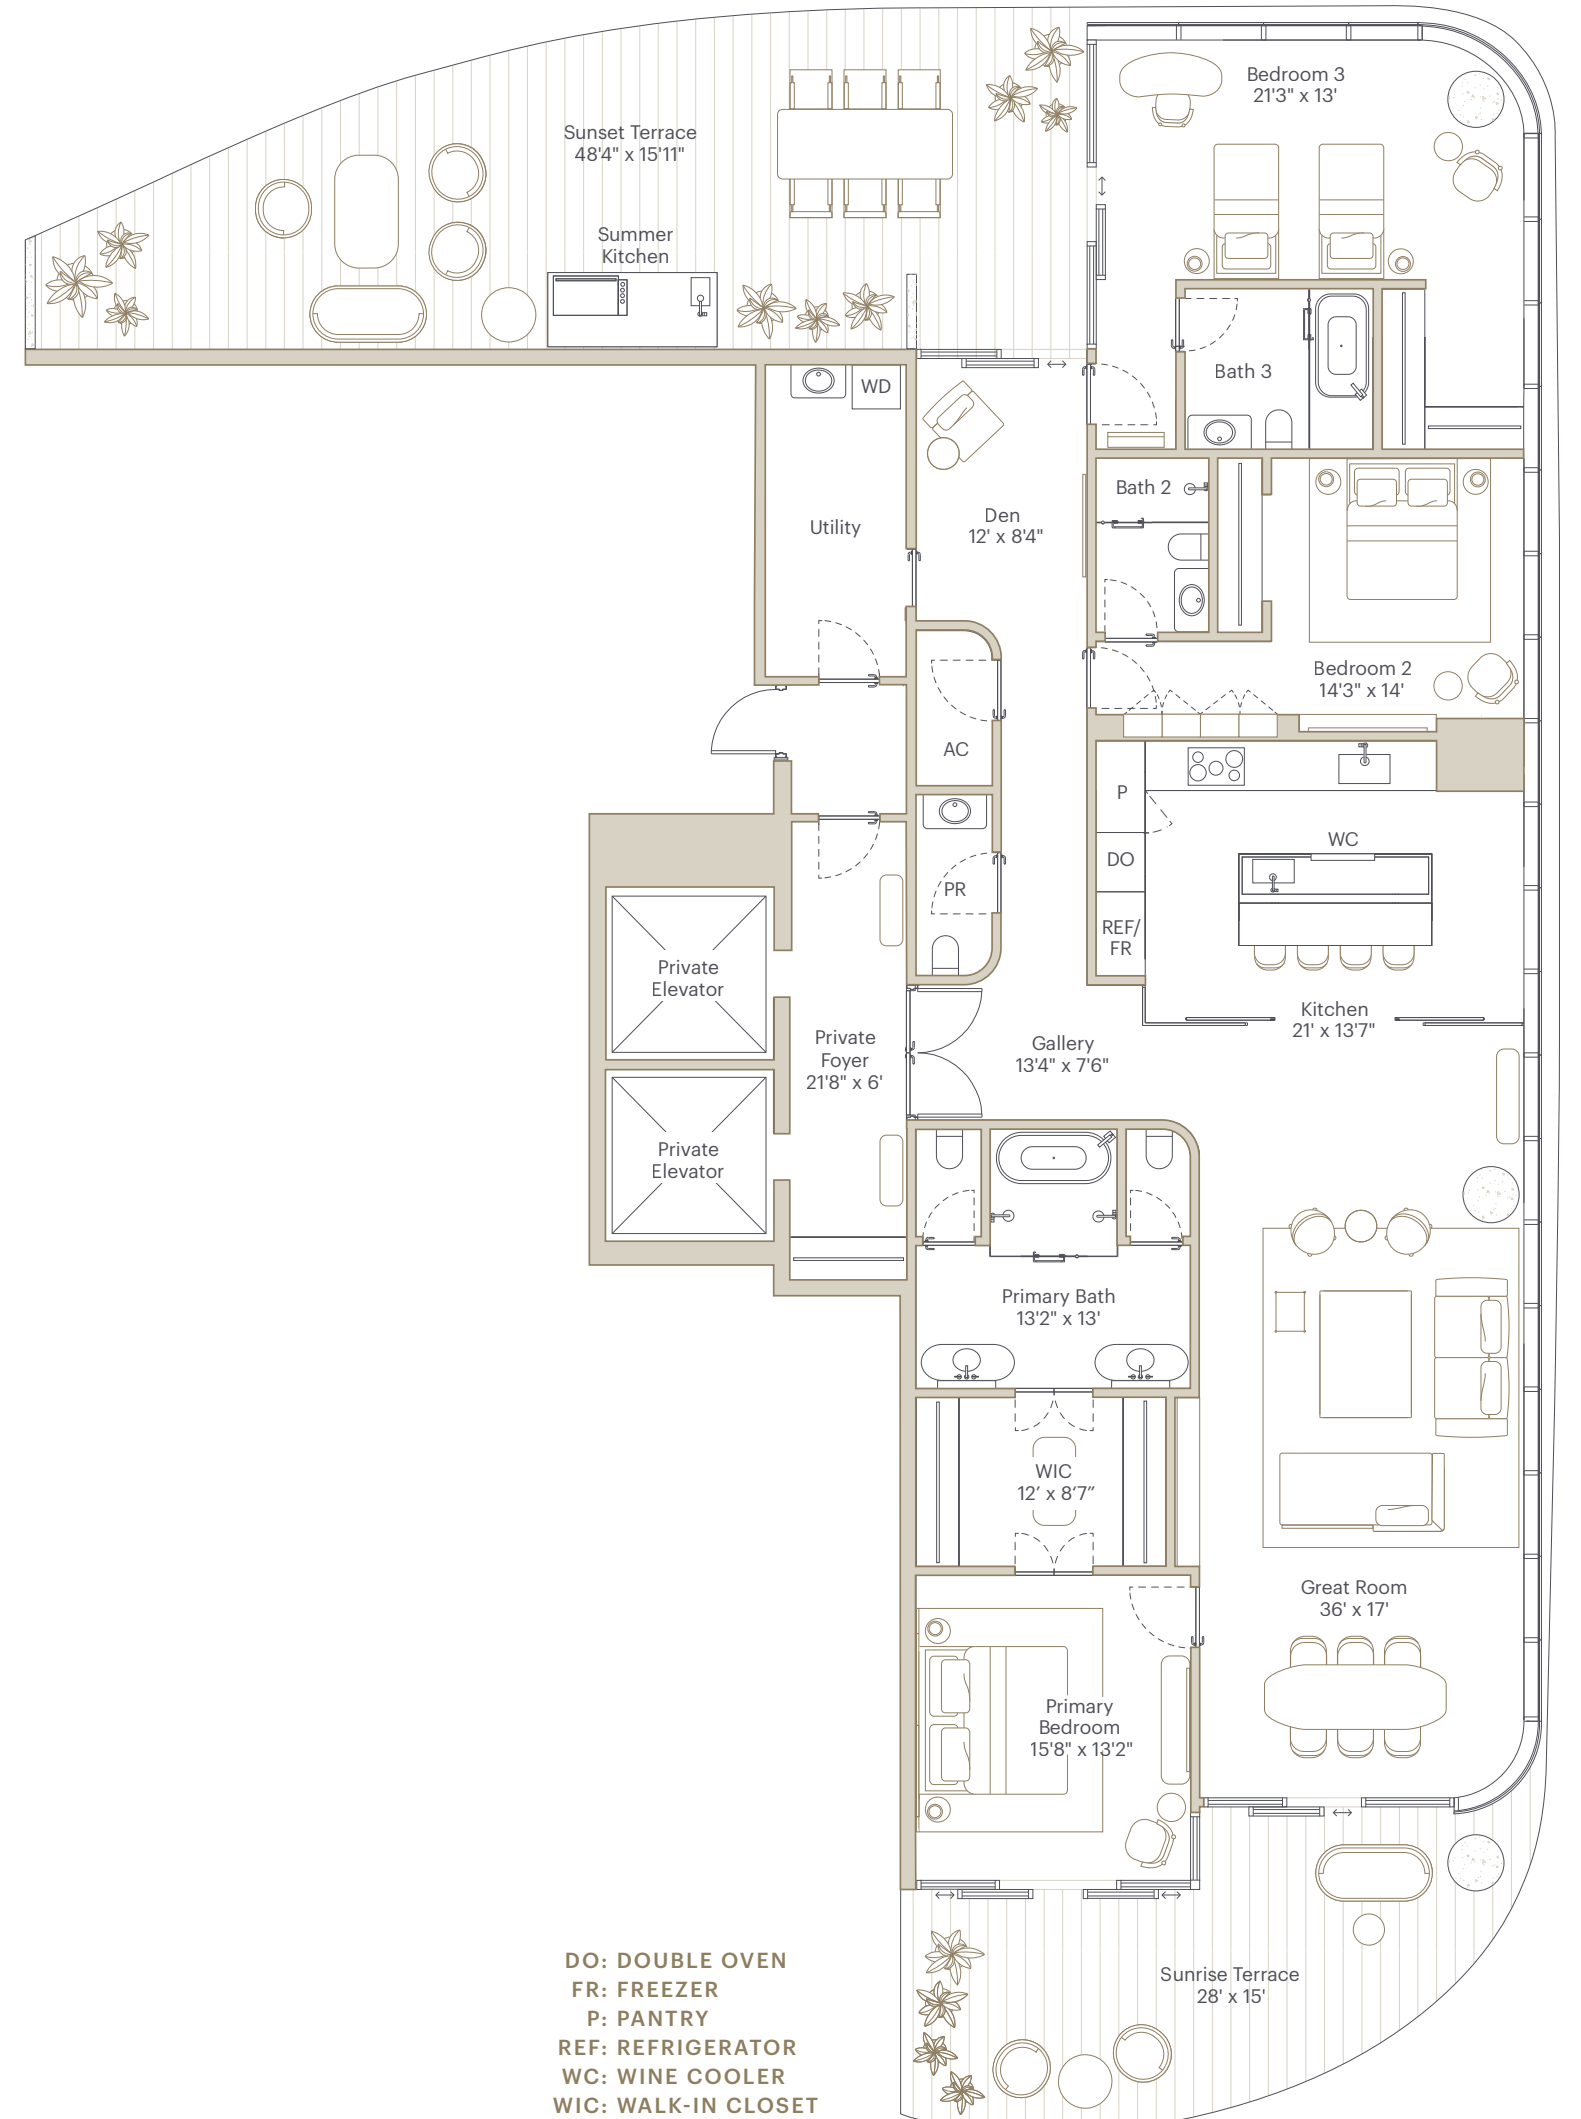 Bedroom 3
21'3" x 13'
Sunset Terrace
48'4" x 15'11"
Summer
Kitchen
Bath 3
WD
Bath 2
Den
12' x 8'4"
Utility
Bedroom 2
14'3" x 14'
AC
P
WC
DO
PR
REF/
FR
Private
Elevator
Kitchen
21' x 13'7"
Private
Foyer
21'8" x 6'
Gallery
13'4" x 7'6"
Private
Elevator
Primary Bath
13'2" x 13'
WIC
12’ x 8‘7”
Great Room
36' x 17'
Primary
Bedroom
15'8" x 13'2"
Sunrise Terrace
28' x 15'
DO: DOUBLE OVEN
FR: FREEZER
P: PANTRY
REF: REFRIGERATOR
WC: WINE COOLER
WIC: WALK-IN CLOSET